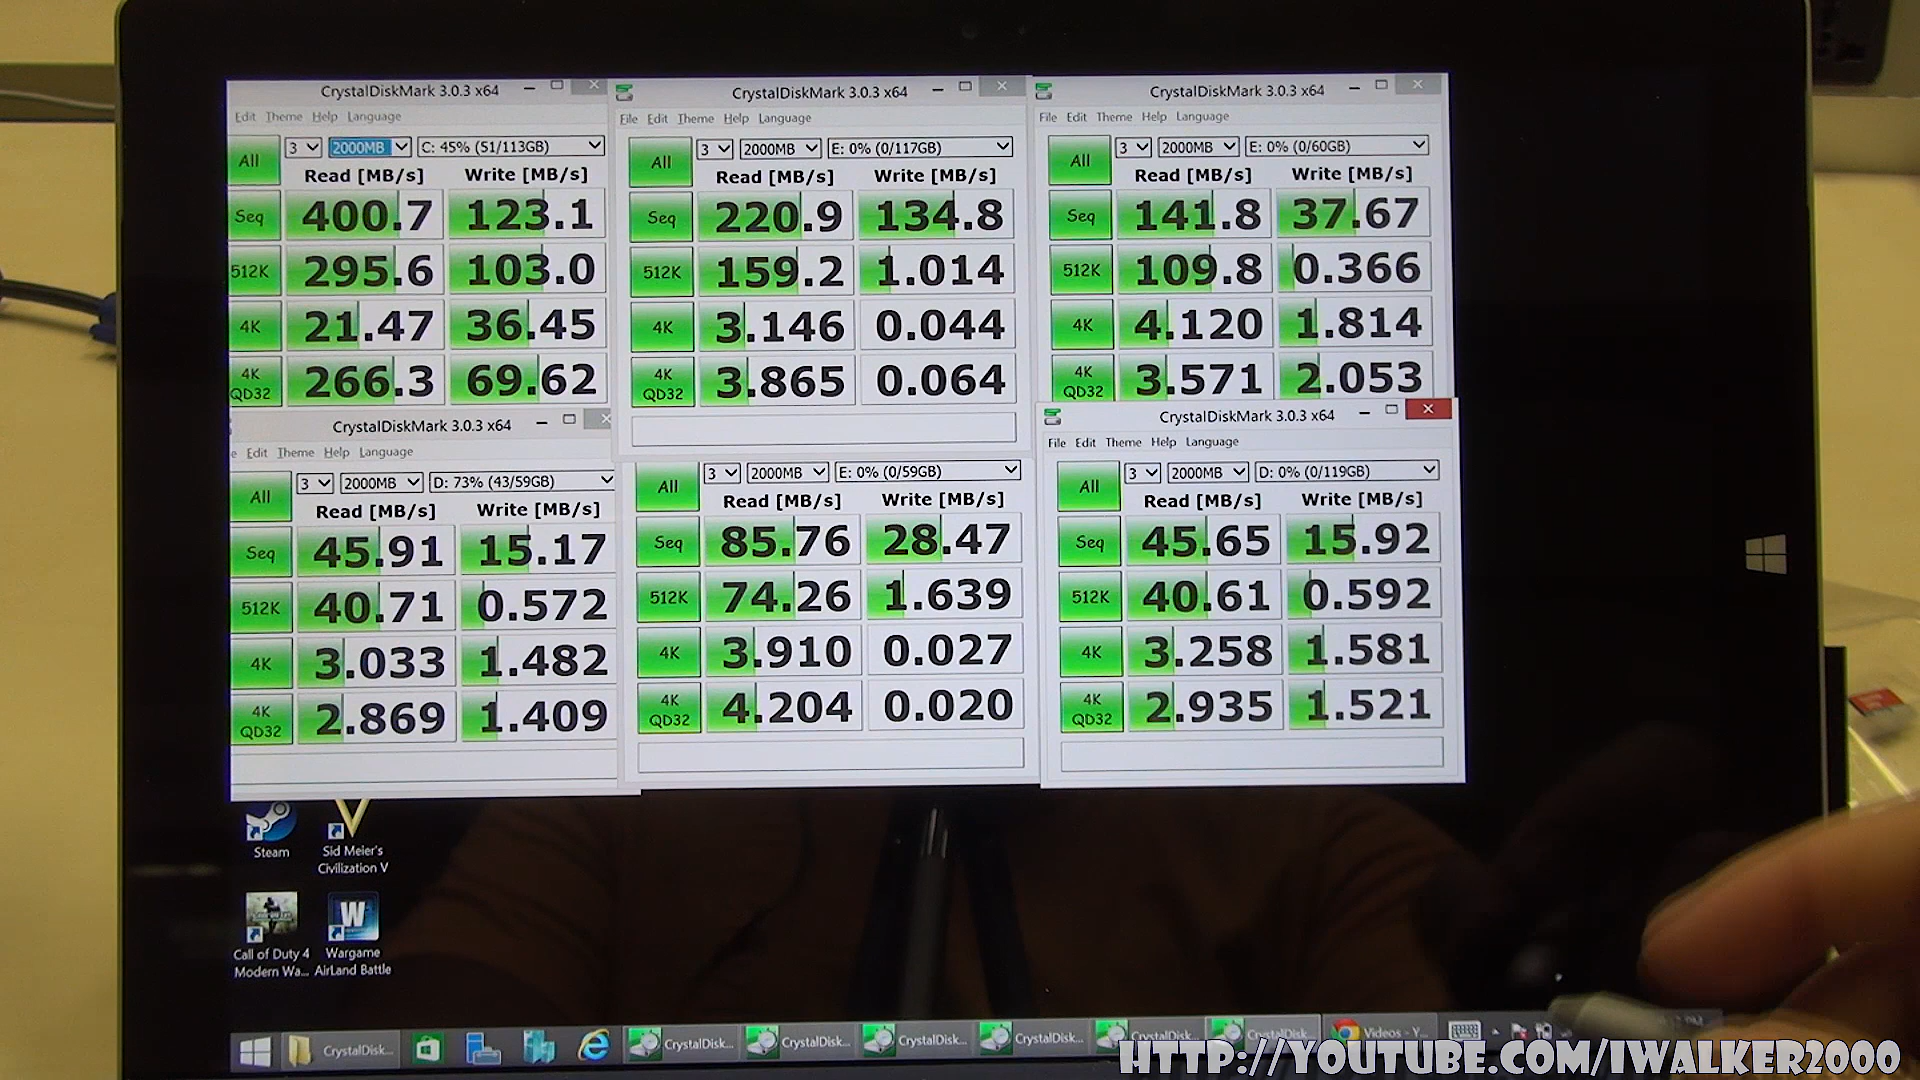 CrystalDiskMark 3.0.3 x64
Edit Theme Help Language
All 3 2000MB C: 45% (51/113GB)
Read [MB/s] Write [MB/s]
Seq 400.7 123.1
512K 295.6 103.0
4K 21.47 36.45
4K QD32 266.3 69.62
CrystalDiskMark 3.0.3 x64
File Edit Theme Help Language
All 3 2000MB E: 0% (0/117GB)
Read [MB/s] Write [MB/s]
Seq 220.9 134.8
512K 159.2 1.014
4K 3.146 0.044
4K QD32 3.865 0.064
CrystalDiskMark 3.0.3 x64
File Edit Theme Help Language
All 3 2000MB E: 0% (0/60GB)
Read [MB/s] Write [MB/s]
Seq 141.8 37.67
512K 109.8 0.366
4K 4.120 1.814
4K QD32 3.571 2.053
CrystalDiskMark 3.0.3 x64
e Edit Theme Help Language
All 3 2000MB D: 73% (43/59GB)
Read [MB/s] Write [MB/s]
Seq 45.91 15.17
512K 40.71 0.572
4K 3.033 1.482
4K QD32 2.869 1.409
All 3 2000MB E: 0% (0/59GB)
Read [MB/s] Write [MB/s]
Seq 85.76 28.47
512K 74.26 1.639
4K 3.910 0.027
4K QD32 4.204 0.020
CrystalDiskMark 3.0.3 x64
File Edit Theme Help Language
All 3 2000MB D: 0% (0/119GB)
Read [MB/s] Write [MB/s]
Seq 45.65 15.92
512K 40.61 0.592
4K 3.258 1.581
4K QD32 2.935 1.521
Steam
Sid Meier's
Civilization V
Call of Duty 4
Modern Wa...
Wargame
AirLand Battle
CrystalDisk... CrystalDisk... CrystalDisk... CrystalDisk... CrystalDisk... CrystalDisk... CrystalDisk... Videos - Y...
HTTP://YOUTUBE.COM/IWALKER2000